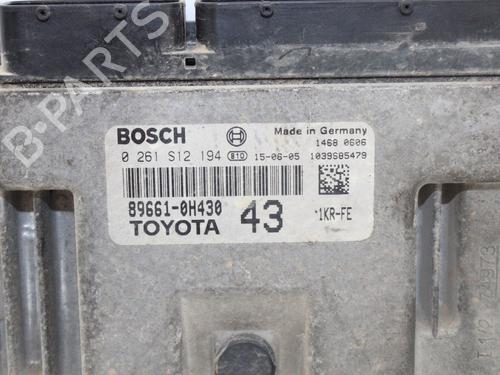 B-PARTS
BOSCH Made in Germany
1468 0606
0 261 S12 194 810 15-06-05 1039S85479
89661-0H430 43 1KR-FE
TOYOTA